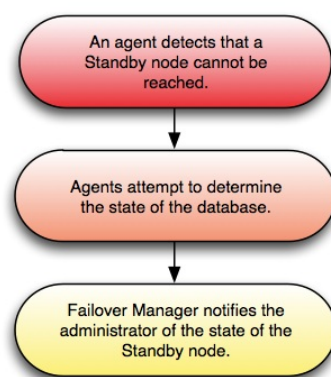 An agent detects that a
Standby node cannot be
reached.
Agents attempt to determine
the state of the database.
Failover Manager notifies the
administrator of the state of the
Standby node.